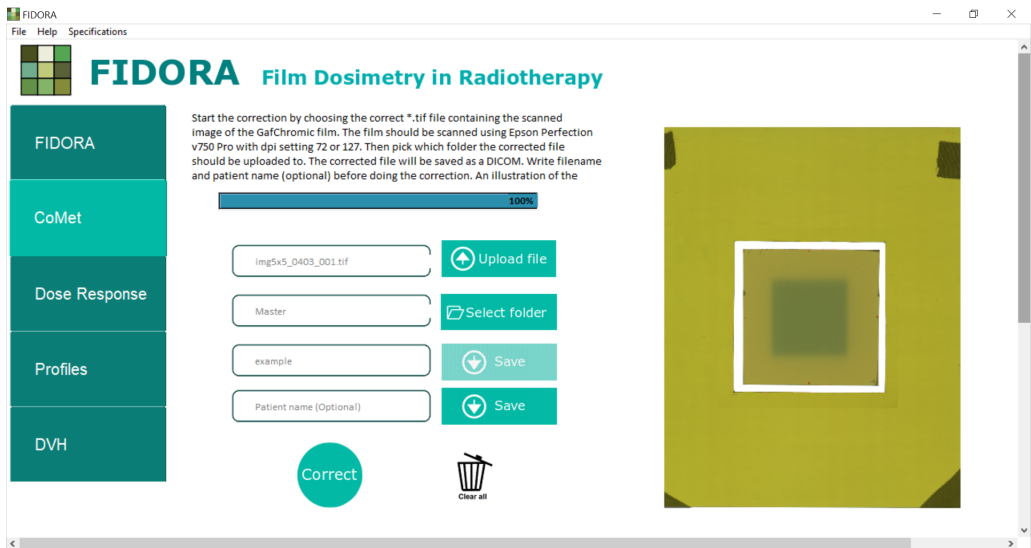 FIDORA
File Help Specifications
FIDORA Film Dosimetry in Radiotherapy
Start the correction by choosing the correct *.tif file containing the scanned
image of the GafChromic film. The film should be scanned using Epson Perfection
v750 Pro with dpi setting 72 or 127. Then pick which folder the corrected file
should be uploaded to. The corrected file will be saved as a DICOM. Write filename
and patient name (optional) before doing the correction. An illustration of the
100%
FIDORA
CoMet
Dose Response
Profiles
DVH
img5x5_0403_001.tif
Upload file
Master
Select folder
example
Save
Patient name (Optional)
Save
Correct
Clear all